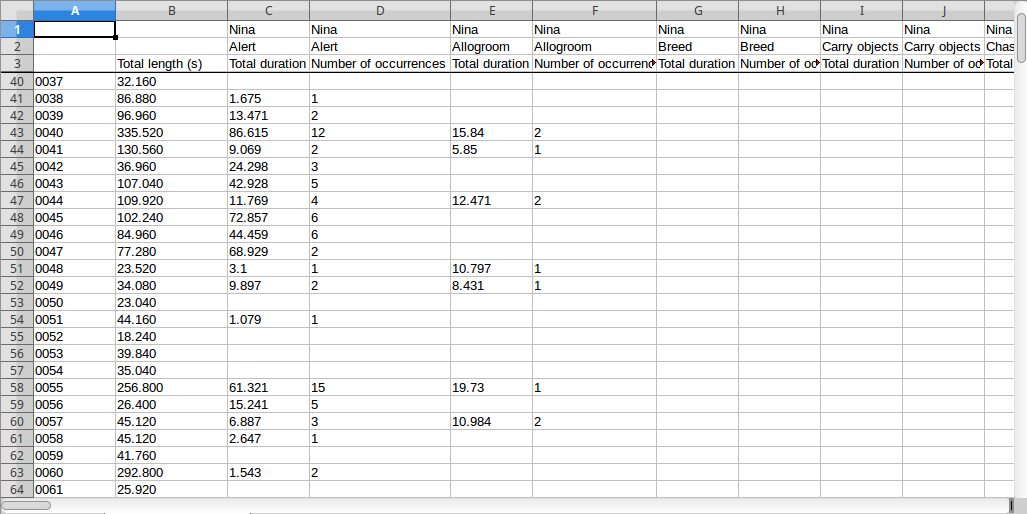 A B C D E F G H I J
1 Nina Nina Nina Nina Nina Nina Nina Nina Nina
2 Alert Alert Allogroom Allogroom Breed Breed Carry objects Carry objects Chas
3 Total length (s) Total duration Number of occurrences Total duration Number of occurrenc Total duration Number of oc Total duration Number of oc Total
40 0037 32.160
41 0038 86.880 1.675 1
42 0039 96.960 13.471 2
43 0040 335.520 86.615 12 15.84 2
44 0041 130.560 9.069 2 5.85 1
45 0042 36.960 24.298 3
46 0043 107.040 42.928 5
47 0044 109.920 11.769 4 12.471 2
48 0045 102.240 72.857 6
49 0046 84.960 44.459 6
50 0047 77.280 68.929 2
51 0048 23.520 3.1 1 10.797 1
52 0049 34.080 9.897 2 8.431 1
53 0050 23.040
54 0051 44.160 1.079 1
55 0052 18.240
56 0053 39.840
57 0054 35.040
58 0055 256.800 61.321 15 19.73 1
59 0056 26.400 15.241 5
60 0057 45.120 6.887 3 10.984 2
61 0058 45.120 2.647 1
62 0059 41.760
63 0060 292.800 1.543 2
64 0061 25.920